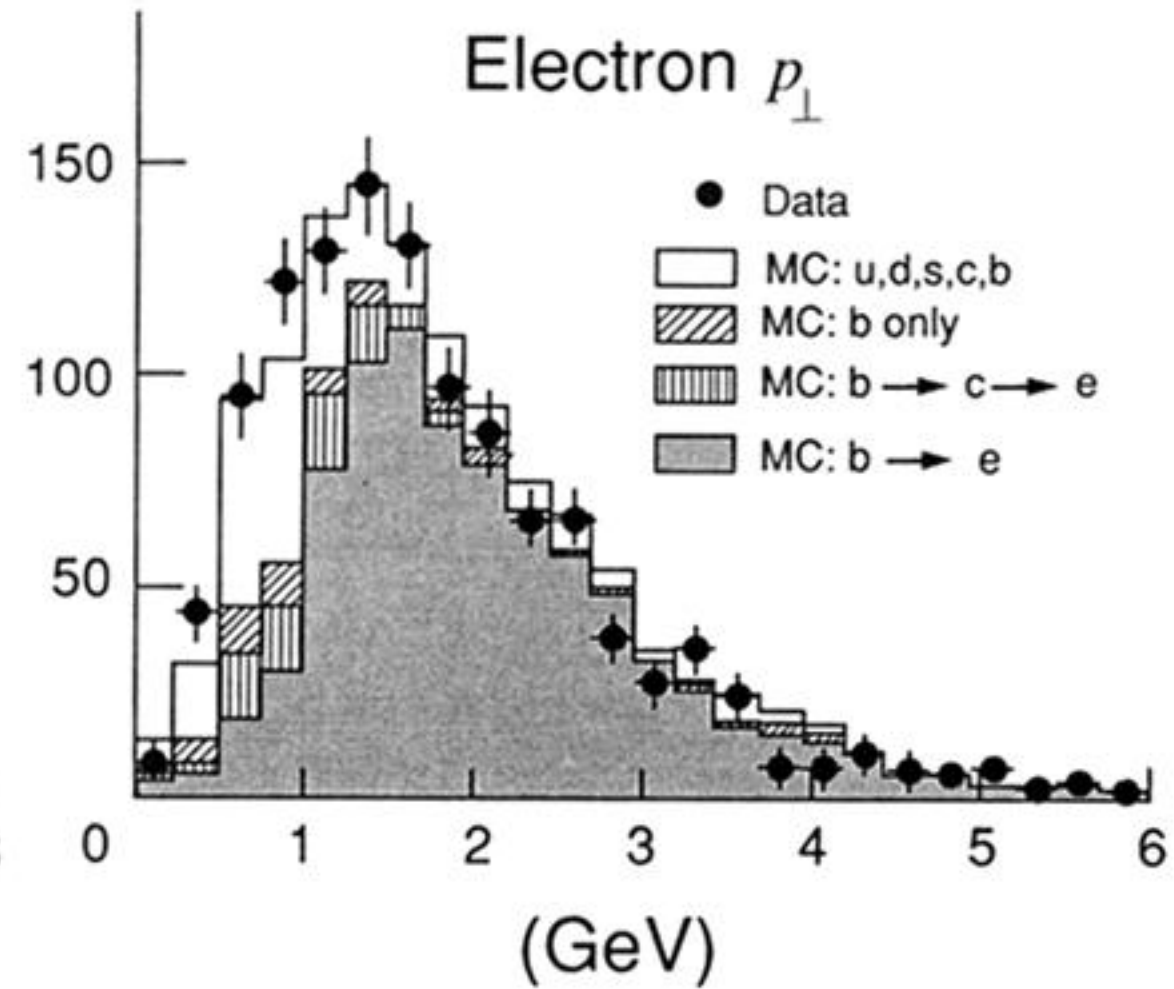 Electron p⊥
150
100
50
0
Data
MC: u,d,s,c,b
MC: b only
MC: b → c → e
MC: b → e
1 2 3 4 5 6
(GeV)